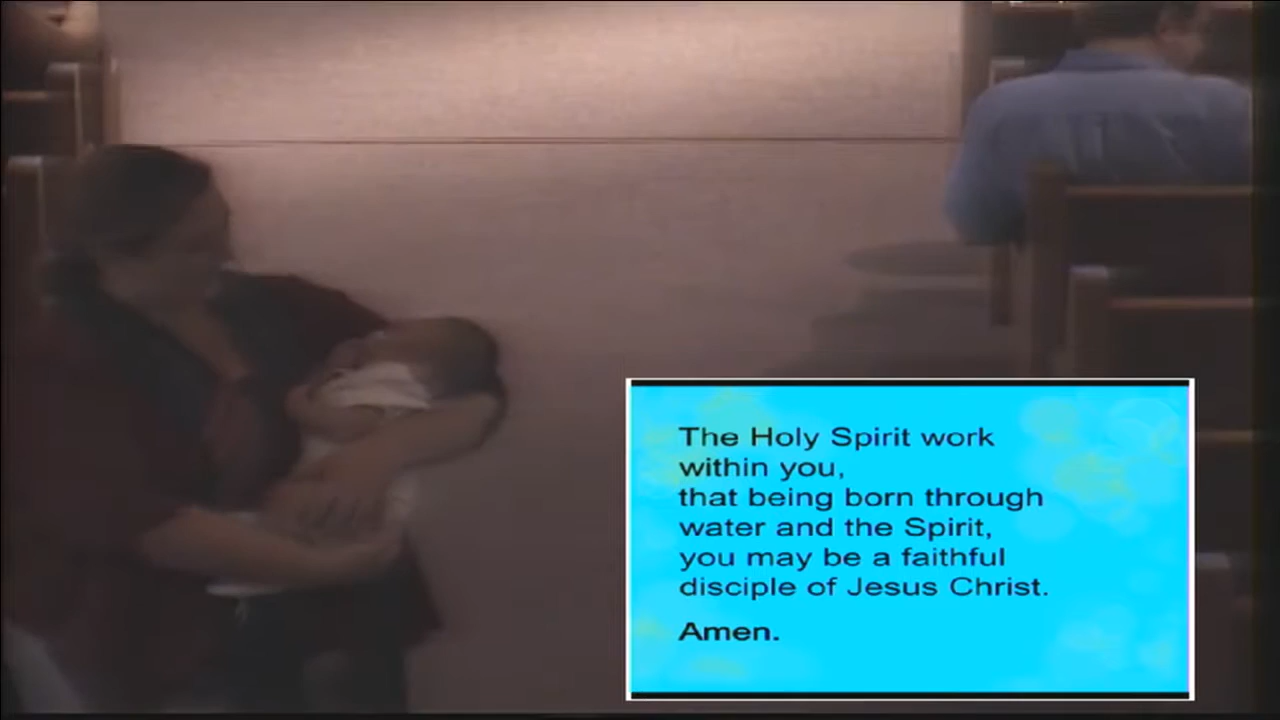 The Holy Spirit work
within you,
that being born through
water and the Spirit,
you may be a faithful
disciple of Jesus Christ.
Amen.